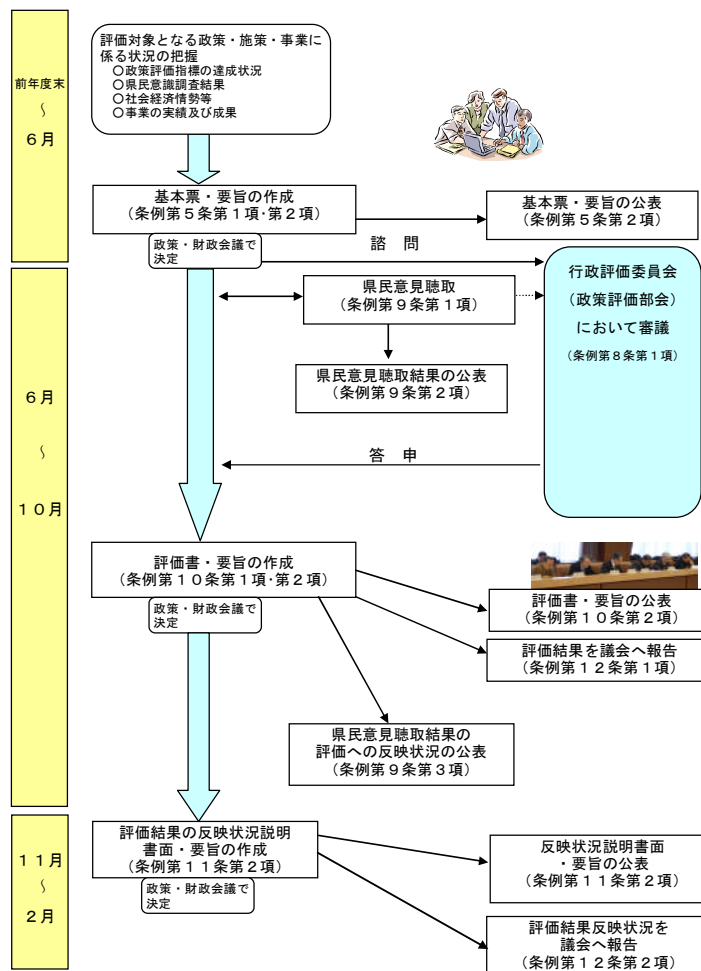 前年度末
～
６月
評価対象となる政策・施策・事業に
係る状況の把握
○政策評価指標の達成状況
○県民意識調査結果
○社会経済情勢等
○事業の実績及び成果
基本票・要旨の作成
（条例第５条第１項・第２項）
基本票・要旨の公表
（条例第５条第２項）
政策・財政会議で
決定
諮　問
６月
～
１０月
県民意見聴取
（条例第９条第１項）
行政評価委員会
（政策評価部会）
において審議
（条例第８条第１項）
県民意見聴取結果の公表
（条例第９条第２項）
答　申
評価書・要旨の作成
（条例第１０条第１項・第２項）
政策・財政会議で
決定
評価書・要旨の公表
（条例第１０条第２項）
評価結果を議会へ報告
（条例第１２条第１項）
県民意見聴取結果の
評価への反映状況の公表
（条例第９条第３項）
１１月
～
２月
評価結果の反映状況説明
書面・要旨の作成
（条例第１１条第２項）
政策・財政会議で
決定
反映状況説明書面
・要旨の公表
（条例第１１条第２項）
評価結果反映状況を
議会へ報告
（条例第１２条第２項）